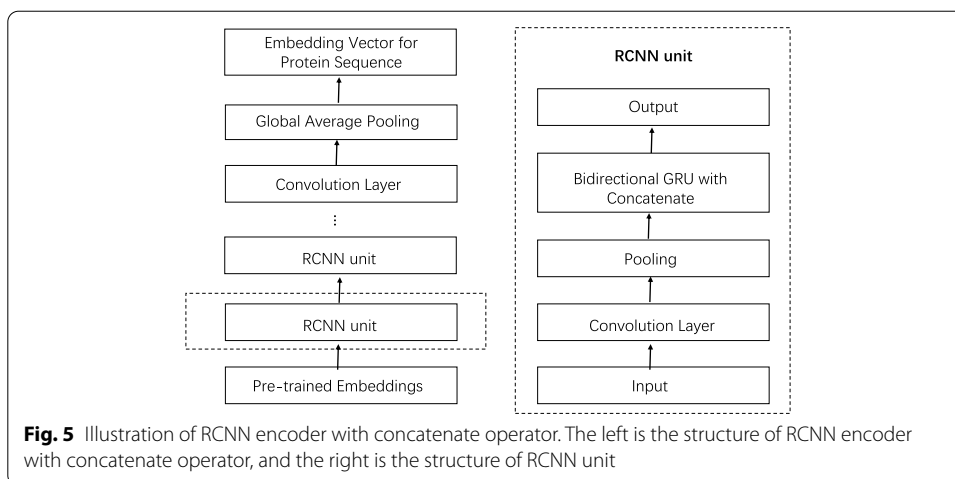 Embedding Vector for
Protein Sequence
Global Average Pooling
Convolution Layer
⋮
RCNN unit
RCNN unit
Pre-trained Embeddings
RCNN unit
Output
Bidirectional GRU with
Concatenate
Pooling
Convolution Layer
Input
Fig. 5 Illustration of RCNN encoder with concatenate operator. The left is the structure of RCNN encoder
with concatenate operator, and the right is the structure of RCNN unit